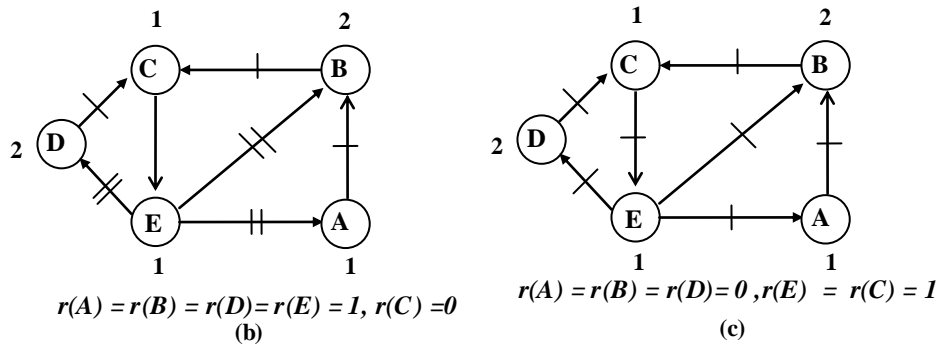 1 2
C B
D
2
E A
1 1
r(A) = r(B) = r(D)= r(E) = 1, r(C) =0
(b)
1 2
C B
D
2
E A
1 1
r(A) = r(B) = r(D)= 0 ,r(E) = r(C) = 1
(c)